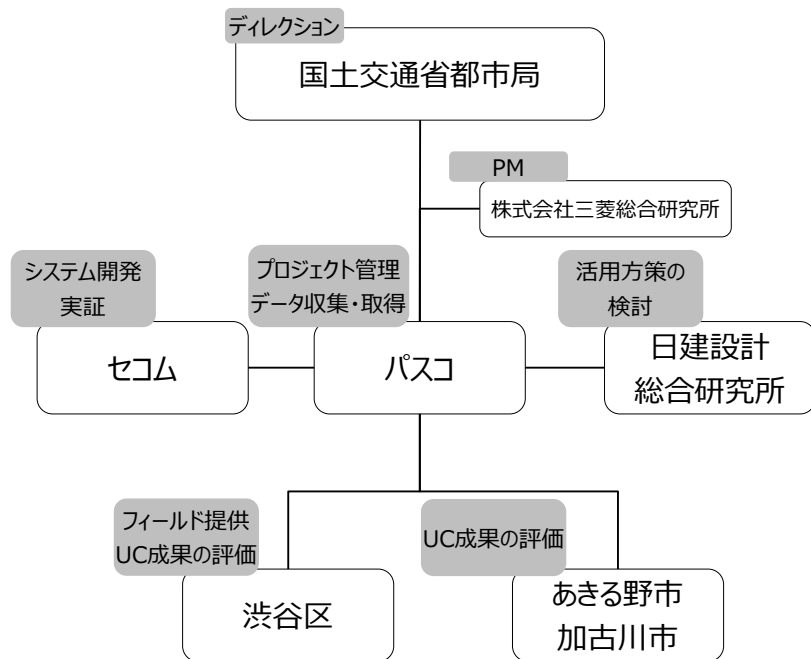 ディレクション
国土交通省都市局
PM
株式会社三菱総合研究所
システム開発
実証
セコム
プロジェクト管理
データ収集・取得
パスコ
活用方策の
検討
日建設計
総合研究所
フィールド提供
UC成果の評価
渋谷区
UC成果の評価
あきる野市
加古川市